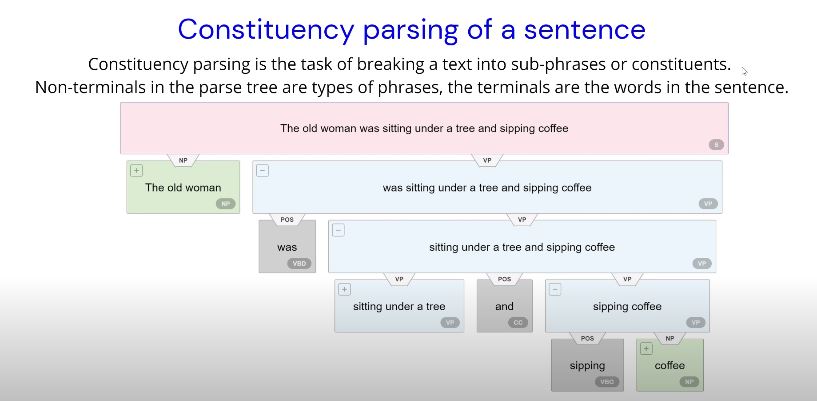 Constituency parsing of a sentence
Constituency parsing is the task of breaking a text into sub-phrases or constituents.
Non-terminals in the parse tree are types of phrases, the terminals are the words in the sentence.
The old woman was sitting under a tree and sipping coffee
S
NP
VP
The old woman
NP
was sitting under a tree and sipping coffee
VP
POS
VP
was
VBD
sitting under a tree and sipping coffee
VP
VP
POS
VP
sitting under a tree
VP
and
CC
sipping coffee
VP
POS
NP
sipping
VBG
coffee
NP